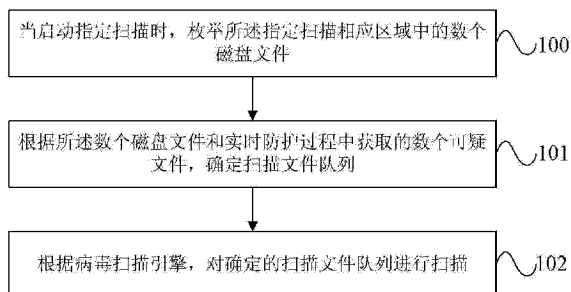 当启动指定扫描时，枚举所述指定扫描相应区域中的数个
磁盘文件
100
根据所述数个磁盘文件和实时防护过程中获取的数个可疑
文件，确定扫描文件队列
101
根据病毒扫描引擎，对确定的扫描文件队列进行扫描
102